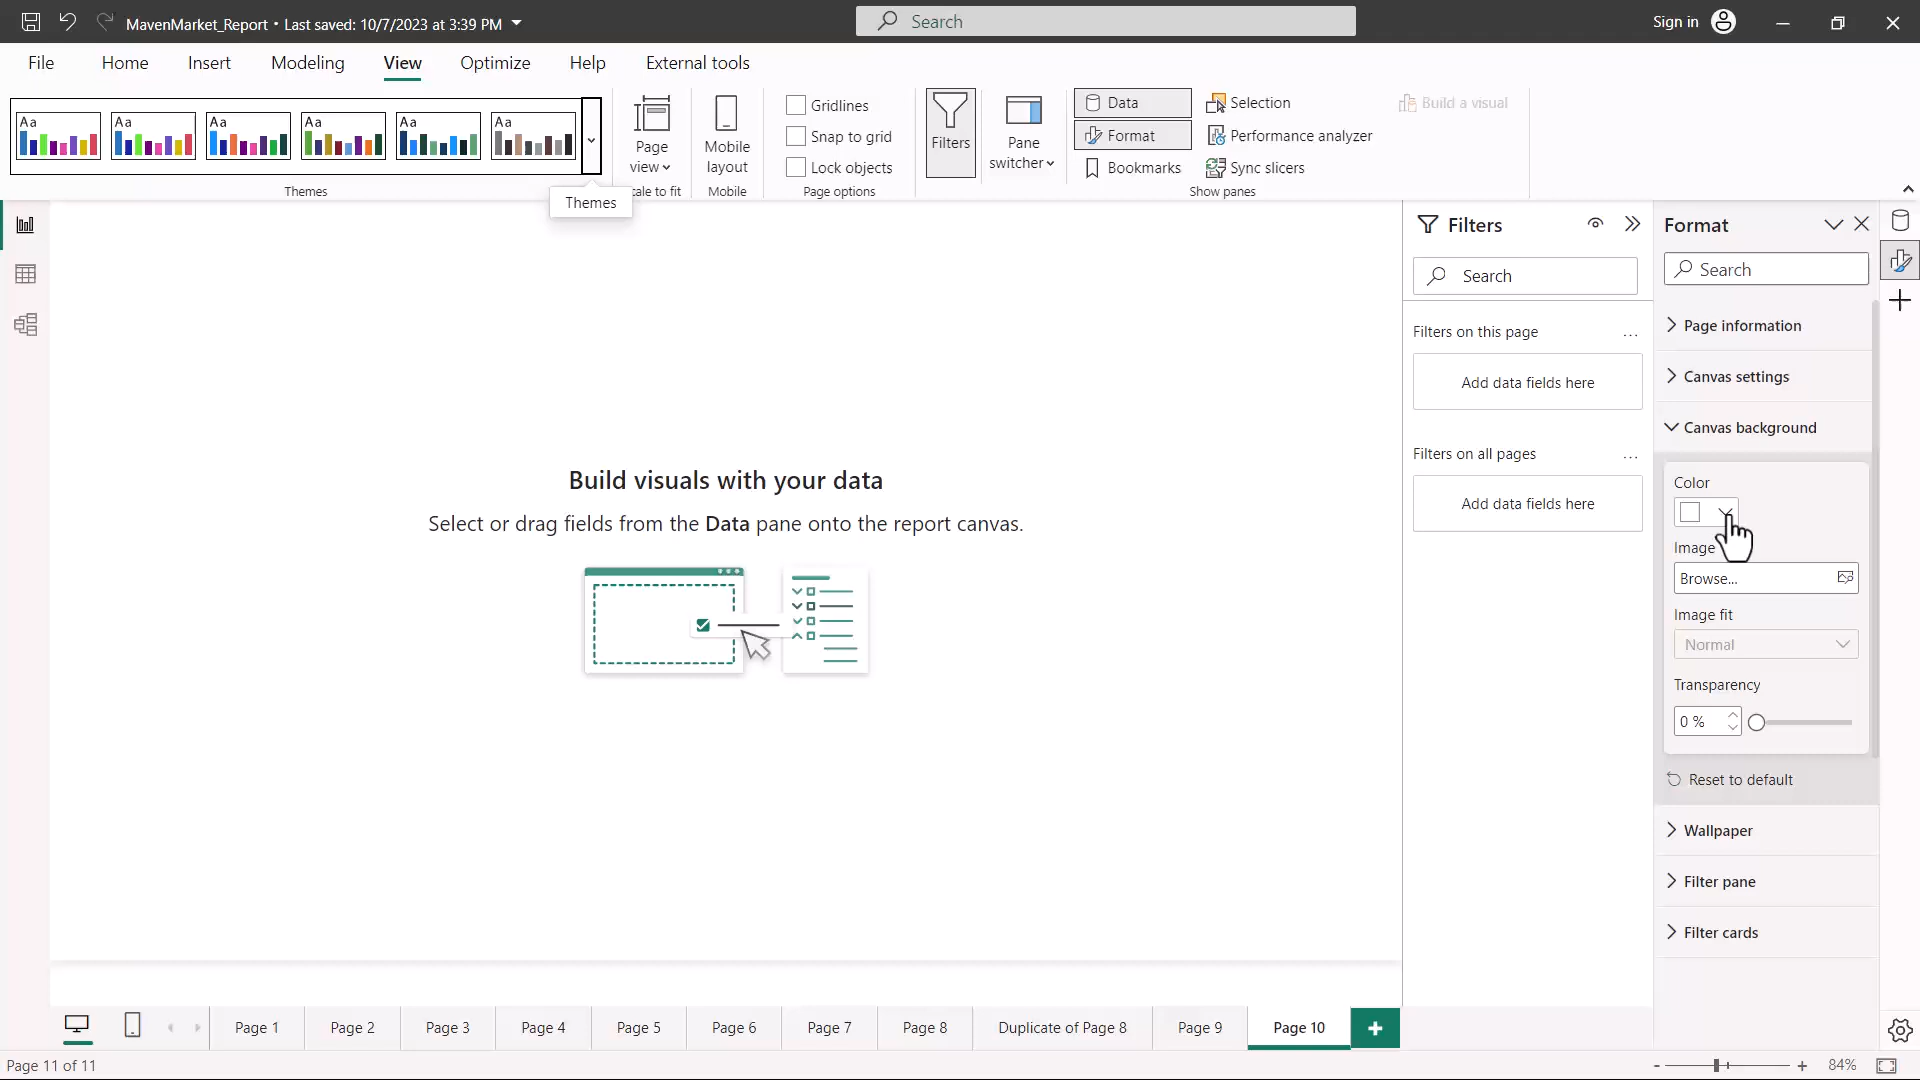 MavenMarket_Report • Last saved: 10/7/2023 at 3:39 PM
Search
Sign in
File
Home
Insert
Modeling
View
Optimize
Help
External tools
Aa
Aa
Aa
Aa
Aa
Aa
Themes
Page
view
ale to fit
Mobile
layout
Mobile
Gridlines
Snap to grid
Lock objects
Page options
Filters
Pane
switcher
Data
Format
Bookmarks
Selection
Performance analyzer
Sync slicers
Show panes
Build a visual
Themes
Build visuals with your data
Select or drag fields from the Data pane onto the report canvas.
Filters
Search
Filters on this page
...
Add data fields here
Filters on all pages
...
Add data fields here
Format
Search
Page information
Canvas settings
Canvas background
Color
Image
Browse...
Image fit
Normal
Transparency
0 %
Reset to default
Wallpaper
Filter pane
Filter cards
Page 1
Page 2
Page 3
Page 4
Page 5
Page 6
Page 7
Page 8
Duplicate of Page 8
Page 9
Page 10
+
Page 11 of 11
- + 84%